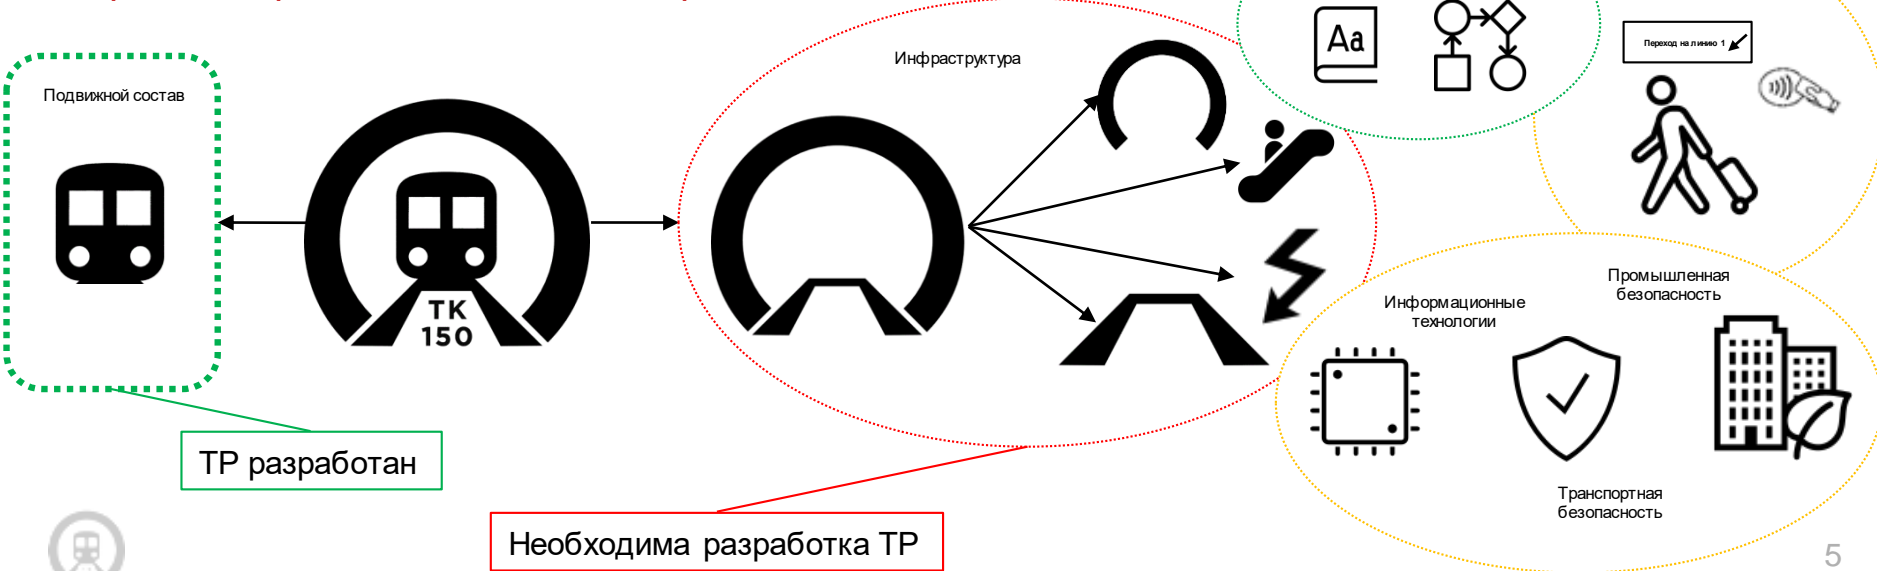 Подвижной состав
Инфраструктура
Aa
Переход на линию 1
ТК
150
Информационные
технологии
Промышленная
безопасность
Транспортная
безопасность
ТР разработан
Необходима разработка ТР
5